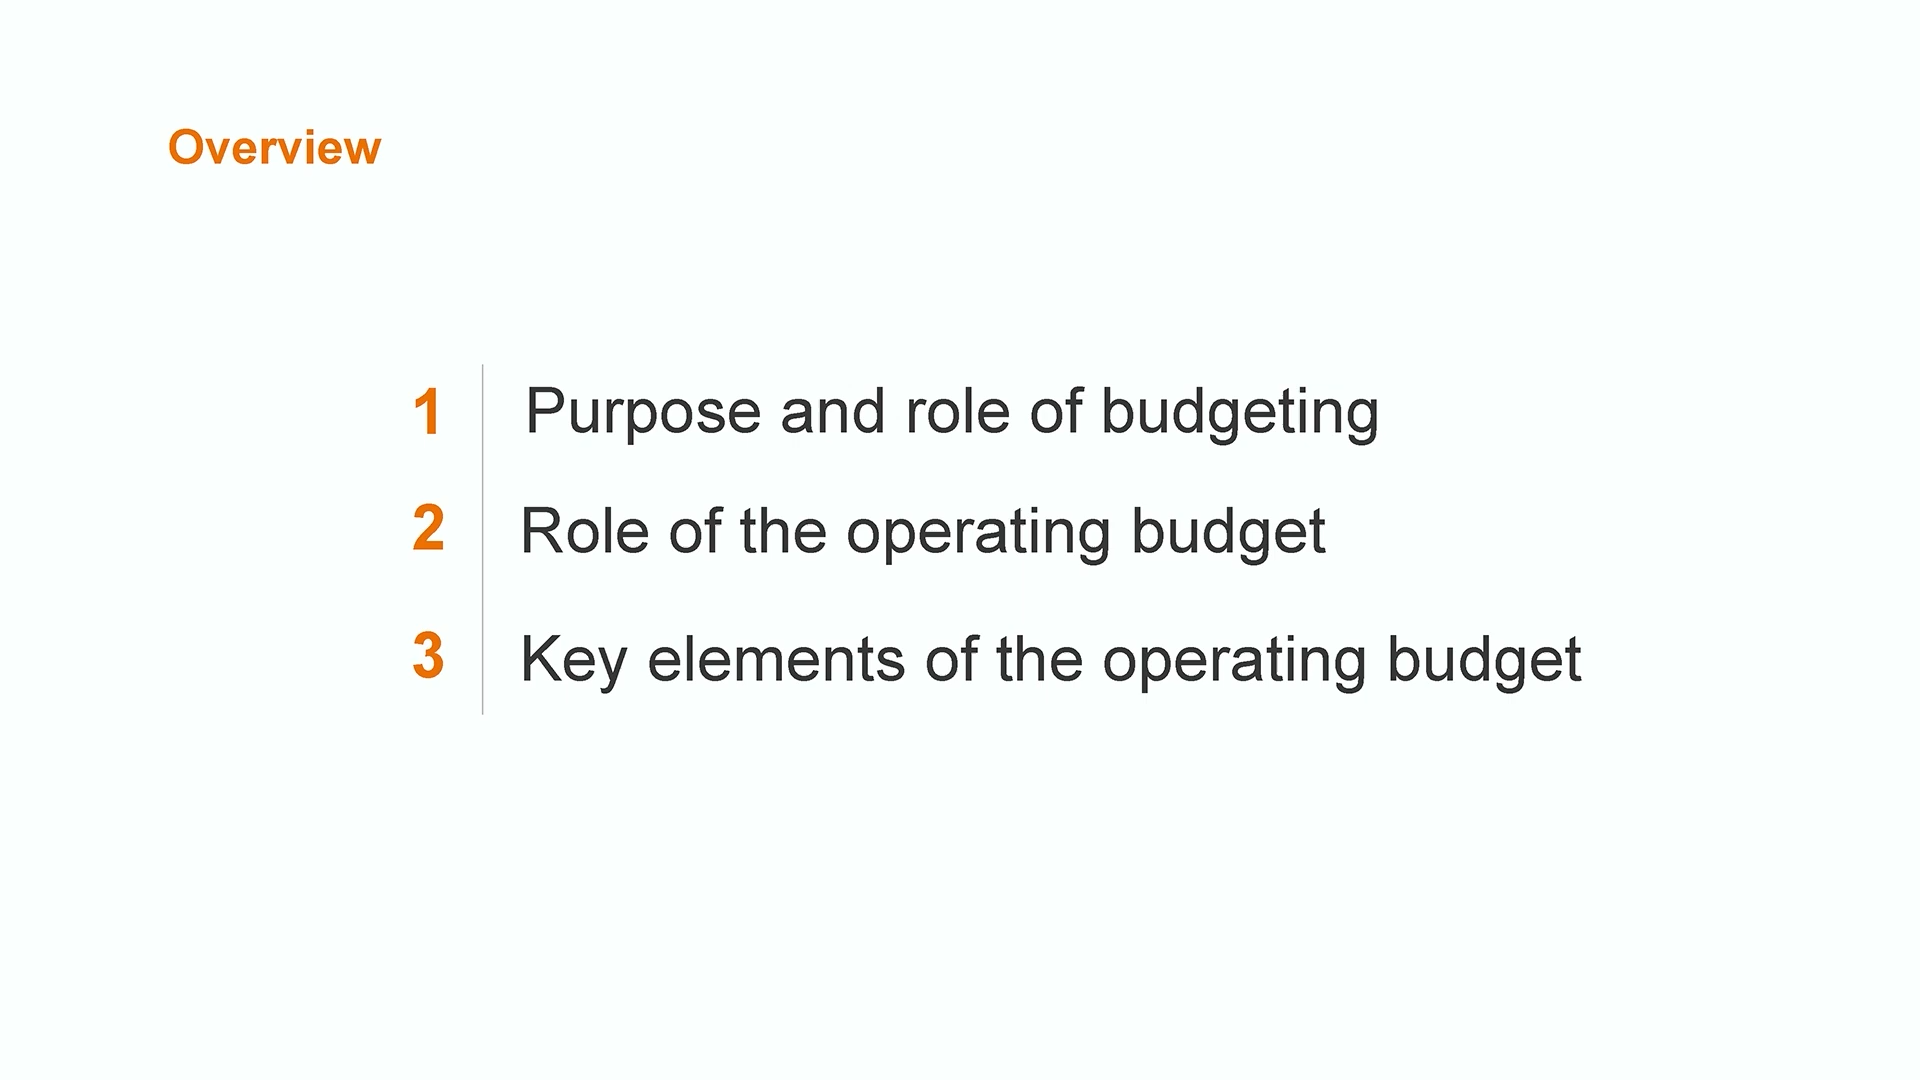 Overview
1 Purpose and role of budgeting
2 Role of the operating budget
3 Key elements of the operating budget